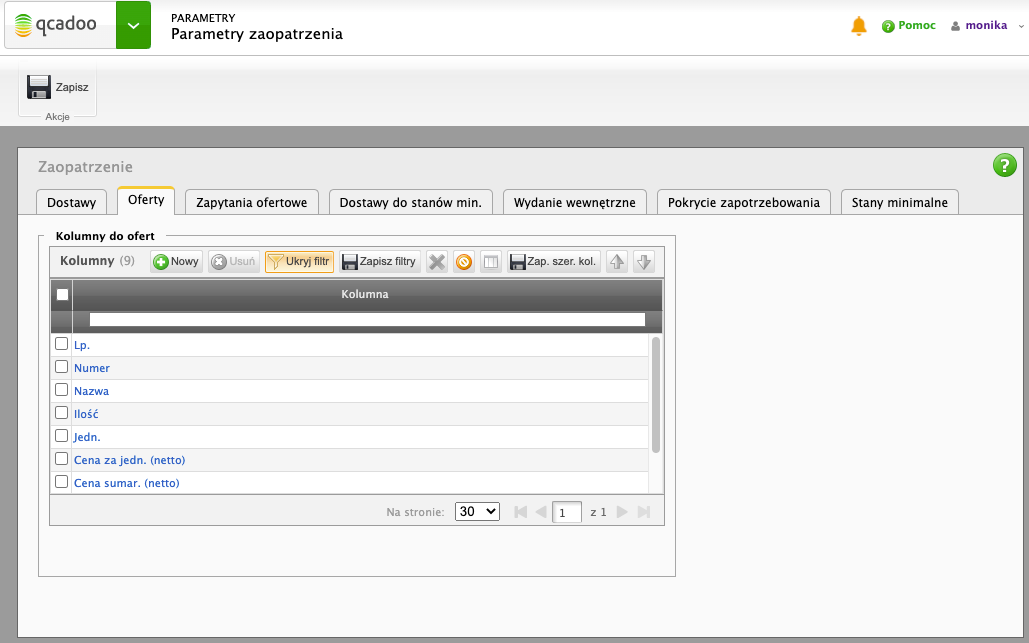 qcadoo
PARAMETRY
Parametry zaopatrzenia
Pomoc
monika
Zapisz
Akcje
Zaopatrzenie
?
Dostawy
Oferty
Zapytania ofertowe
Dostawy do stanów min.
Wydanie wewnętrzne
Pokrycie zapotrzebowania
Stany minimalne
Kolumny do ofert
Kolumny (9)
Nowy
Usuń
Ukryj filtr
Zapisz filtry
Zap. szer. kol.
Kolumna
Lp.
Numer
Nazwa
Ilość
Jedn.
Cena za jedn. (netto)
Cena sumar. (netto)
Na stronie: 30 1 z 1